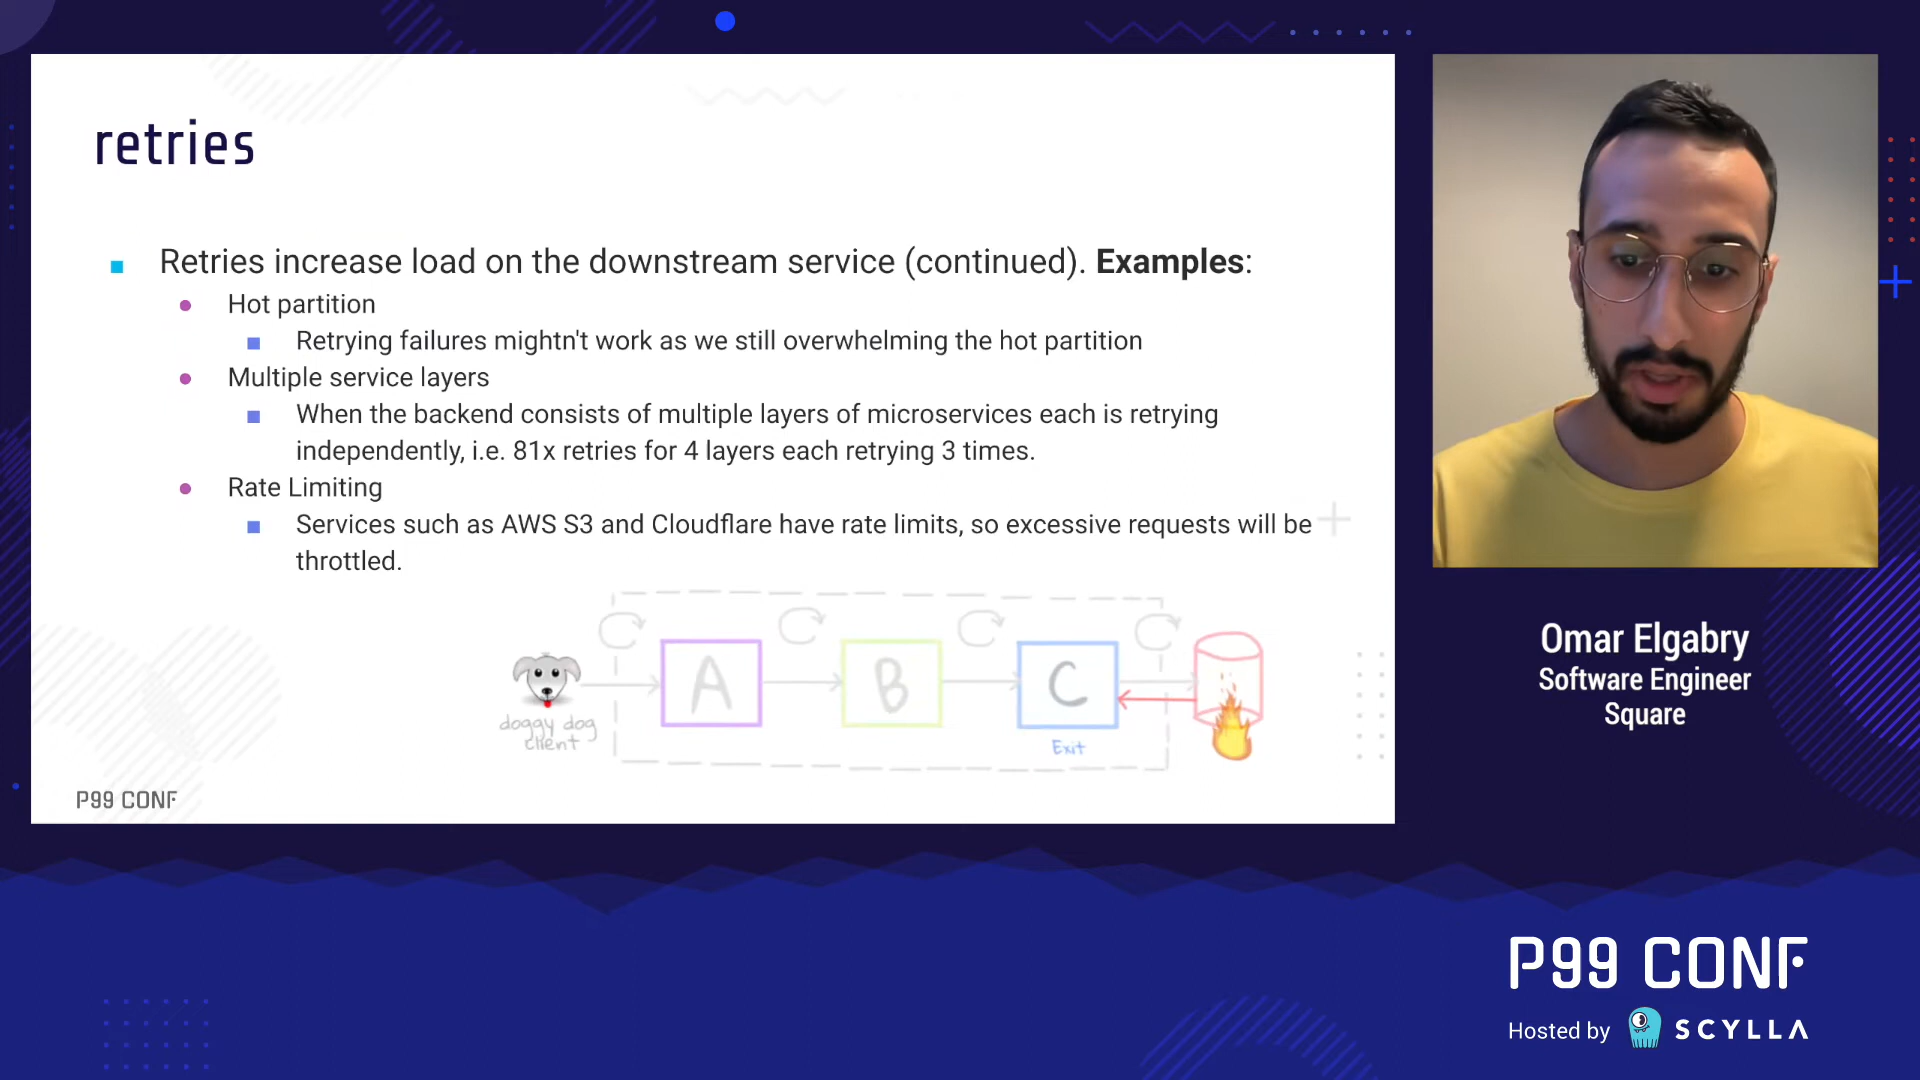 retries
Retries increase load on the downstream service (continued). Examples:
Hot partition
Retrying failures mightn't work as we still overwhelming the hot partition
Multiple service layers
When the backend consists of multiple layers of microservices each is retrying
independently, i.e. 81x retries for 4 layers each retrying 3 times.
Rate Limiting
Services such as AWS S3 and Cloudflare have rate limits, so excessive requests will be
throttled.
A
B
C
doggy dog
client
Exit
P99 CONF
Omar Elgabry
Software Engineer
Square
P99 CONF
Hosted by SCYLLA